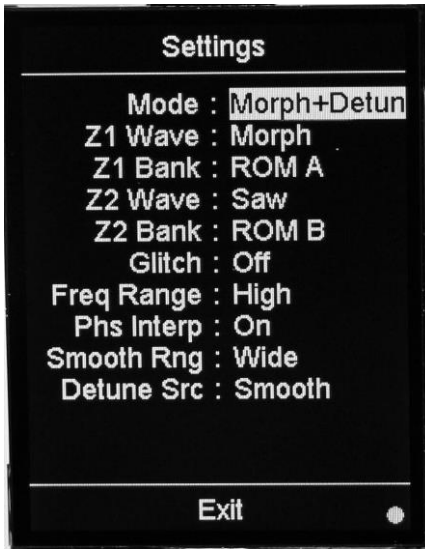 Settings
Mode : Morph+Detun
Z1 Wave : Morph
Z1 Bank : ROM A
Z2 Wave : Saw
Z2 Bank : ROM B
Glitch : Off
Freq Range : High
Phs Interp : On
Smooth Rng : Wide
Detune Src : Smooth
Exit